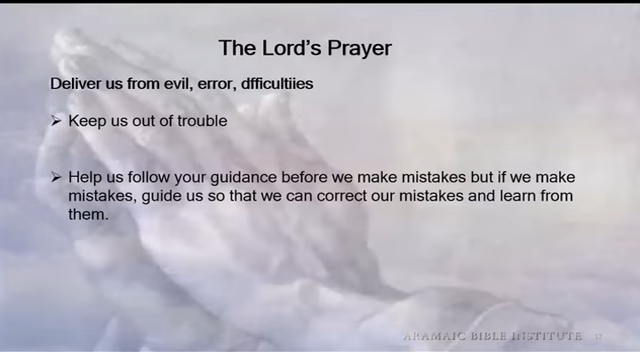 The Lord's Prayer
Deliver us from evil, error, dfficultiies
➢ Keep us out of trouble
➢ Help us follow your guidance before we make mistakes but if we make
mistakes, guide us so that we can correct our mistakes and learn from
them.
ARAMAIC BIBLE INSTITUTE